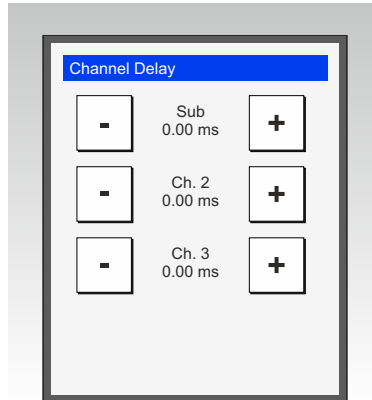 Channel Delay
- Sub +
0.00 ms
- Ch. 2 +
0.00 ms
- Ch. 3 +
0.00 ms